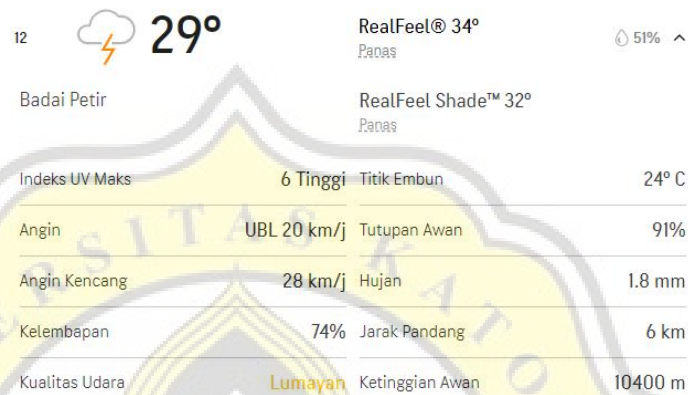 12 29° RealFeel® 34° 51%
Panas
Badai Petir RealFeel Shade™ 32°
Panas
Indeks UV Maks 6 Tinggi Titik Embun 24° C
Angin UBL 20 km/j Tutupan Awan 91%
Angin Kencang 28 km/j Hujan 1.8 mm
Kelembapan 74% Jarak Pandang 6 km
Kualitas Udara Lumayan Ketinggian Awan 10400 m
ERSITAS KATO